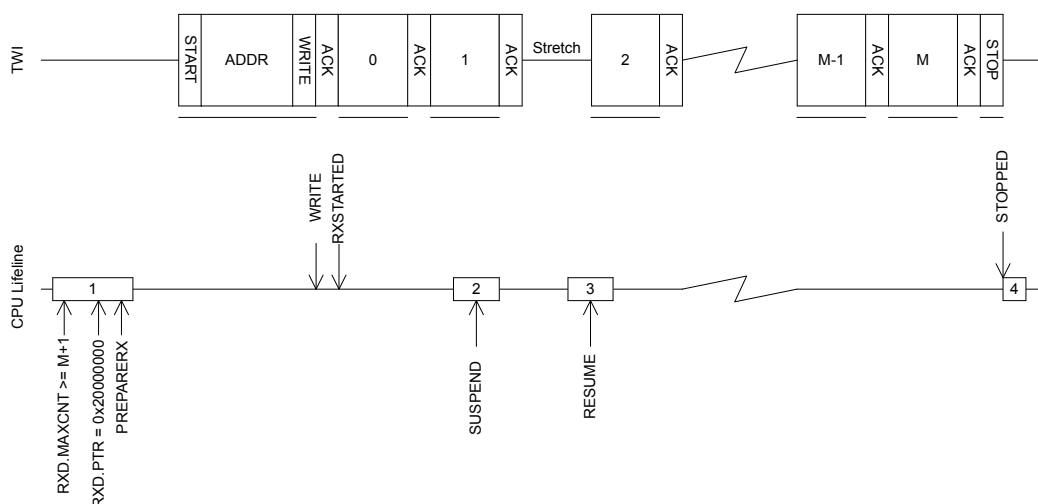 TWI
START
ADDR
WRITE
ACK
0
ACK
1
ACK
Stretch
2
ACK
M-1
ACK
M
ACK
STOP
CPU Lifeline
WRITE
RXSTARTED
STOPPED
1
2
3
4
RXD.MAXCNT >= M+1
RXD.PTR = 0x20000000
PREPARERX
SUSPEND
RESUME